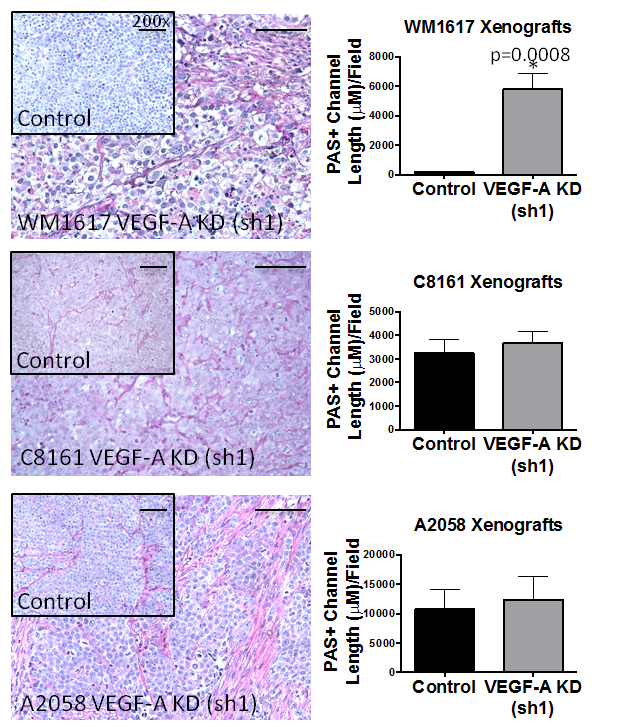 200x
Control
WM1617 VEGF-A KD (sh1)
WM1617 Xenografts
p=0.0008
*
PAS+ Channel
Length (µM)/Field
8000
6000
4000
2000
0
Control
VEGF-A KD
(sh1)
Control
C8161 VEGF-A KD (sh1)
C8161 Xenografts
PAS+ Channel
Length (µM)/Field
5000
4000
3000
2000
1000
0
Control
VEGF-A KD
(sh1)
Control
A2058 VEGF-A KD (sh1)
A2058 Xenografts
PAS+ Channel
Length (µM)/Field
20000
15000
10000
5000
0
Control
VEGF-A KD
(sh1)